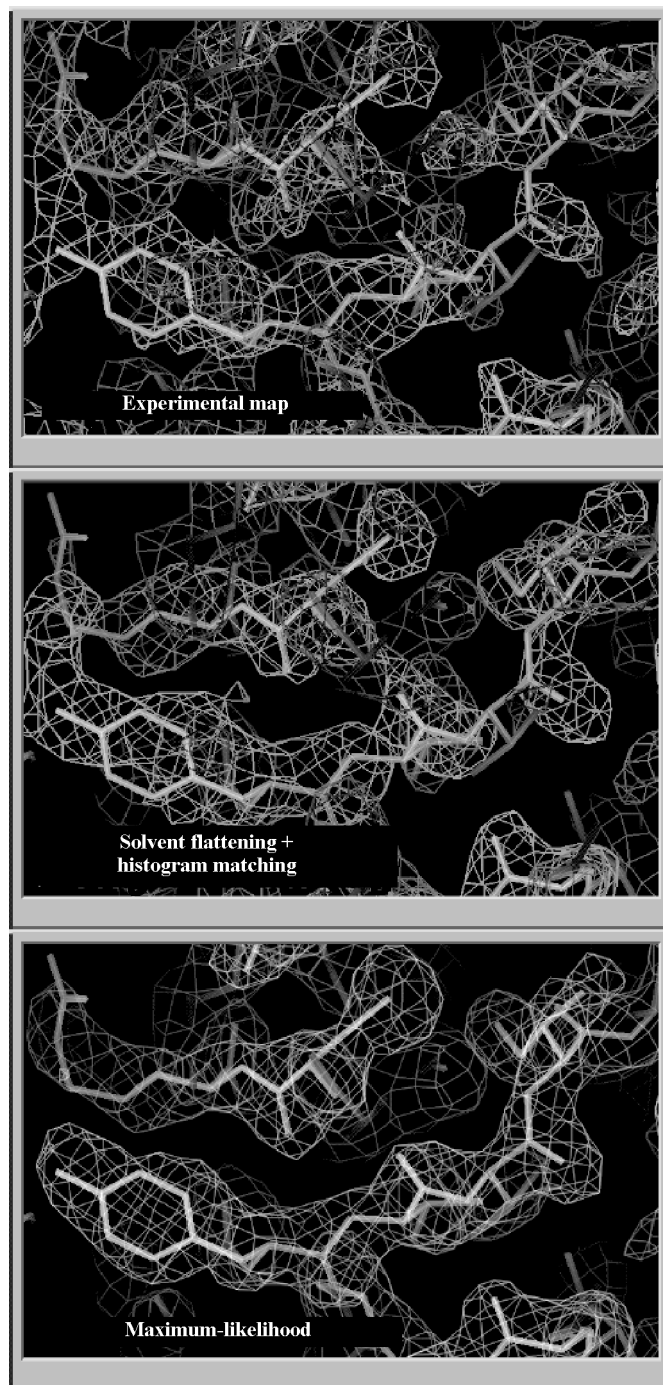 Experimental map
Solvent flattening +
histogram matching
Maximum-likelihood